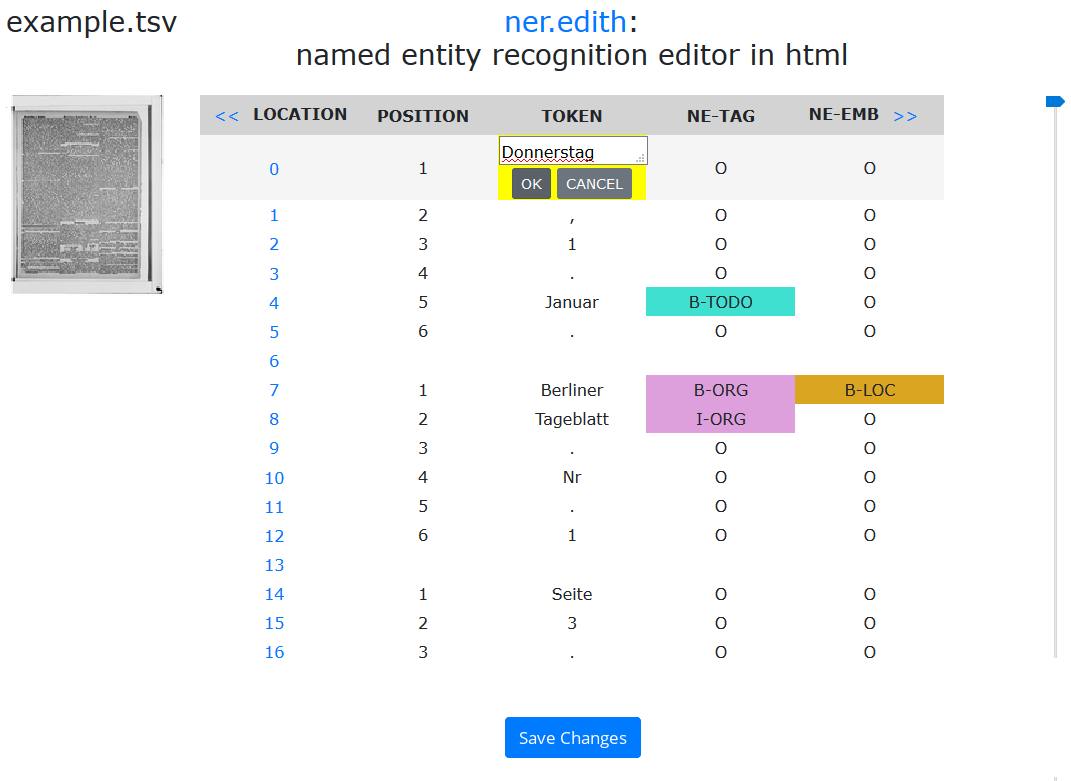 example.tsv
ner.edith:
named entity recognition editor in html
<< LOCATION POSITION TOKEN NE-TAG NE-EMB >>
0 1 Donnerstag O O
OK CANCEL
1 2 , O O
2 3 1 O O
3 4 . O O
4 5 Januar B-TODO O
5 6 . O O
6
7 1 Berliner B-ORG B-LOC
8 2 Tageblatt I-ORG O
9 3 . O O
10 4 Nr O O
11 5 . O O
12 6 1 O O
13
14 1 Seite O O
15 2 3 O O
16 3 . O O
Save Changes